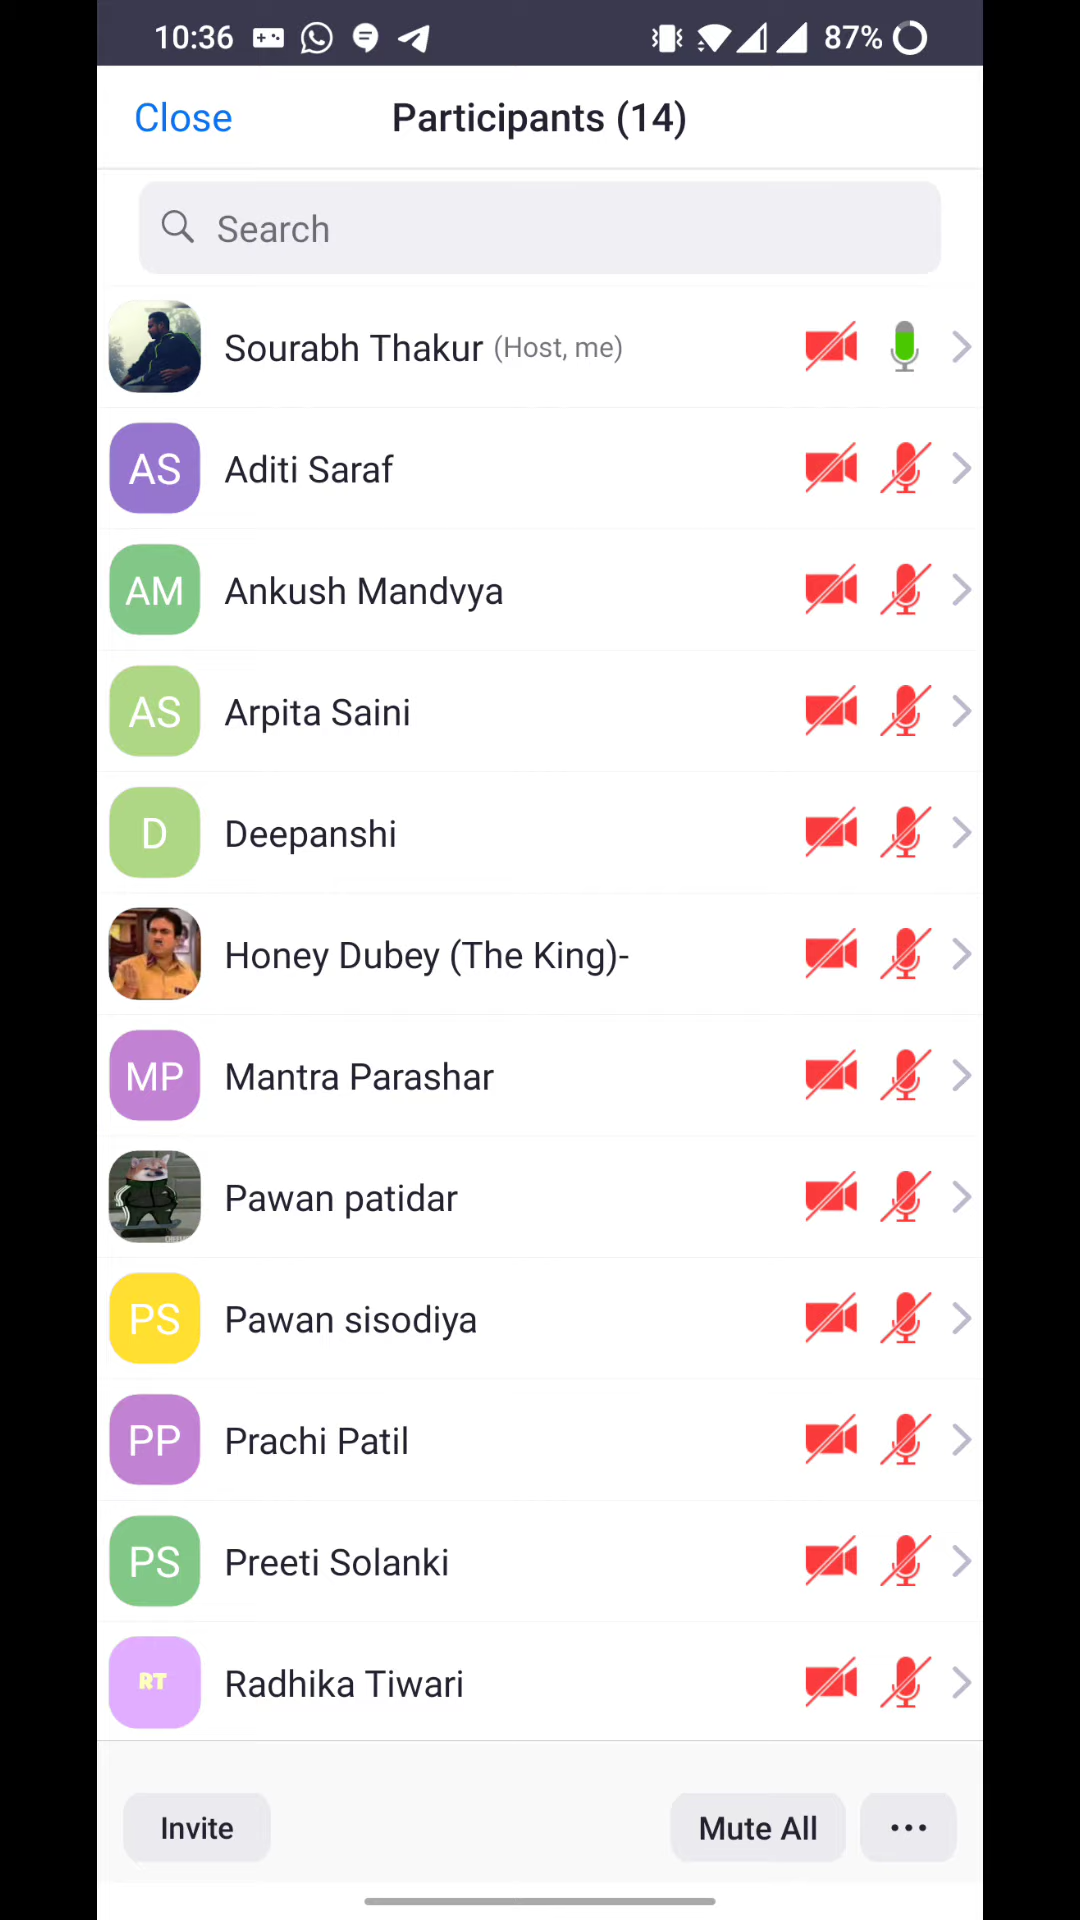 10:36 87%
Close Participants (14)
Search
Sourabh Thakur (Host, me)
AS Aditi Saraf
AM Ankush Mandvya
AS Arpita Saini
D Deepanshi
Honey Dubey (The King)-
MP Mantra Parashar
Pawan patidar
PS Pawan sisodiya
PP Prachi Patil
PS Preeti Solanki
RT Radhika Tiwari
Invite Mute All ...